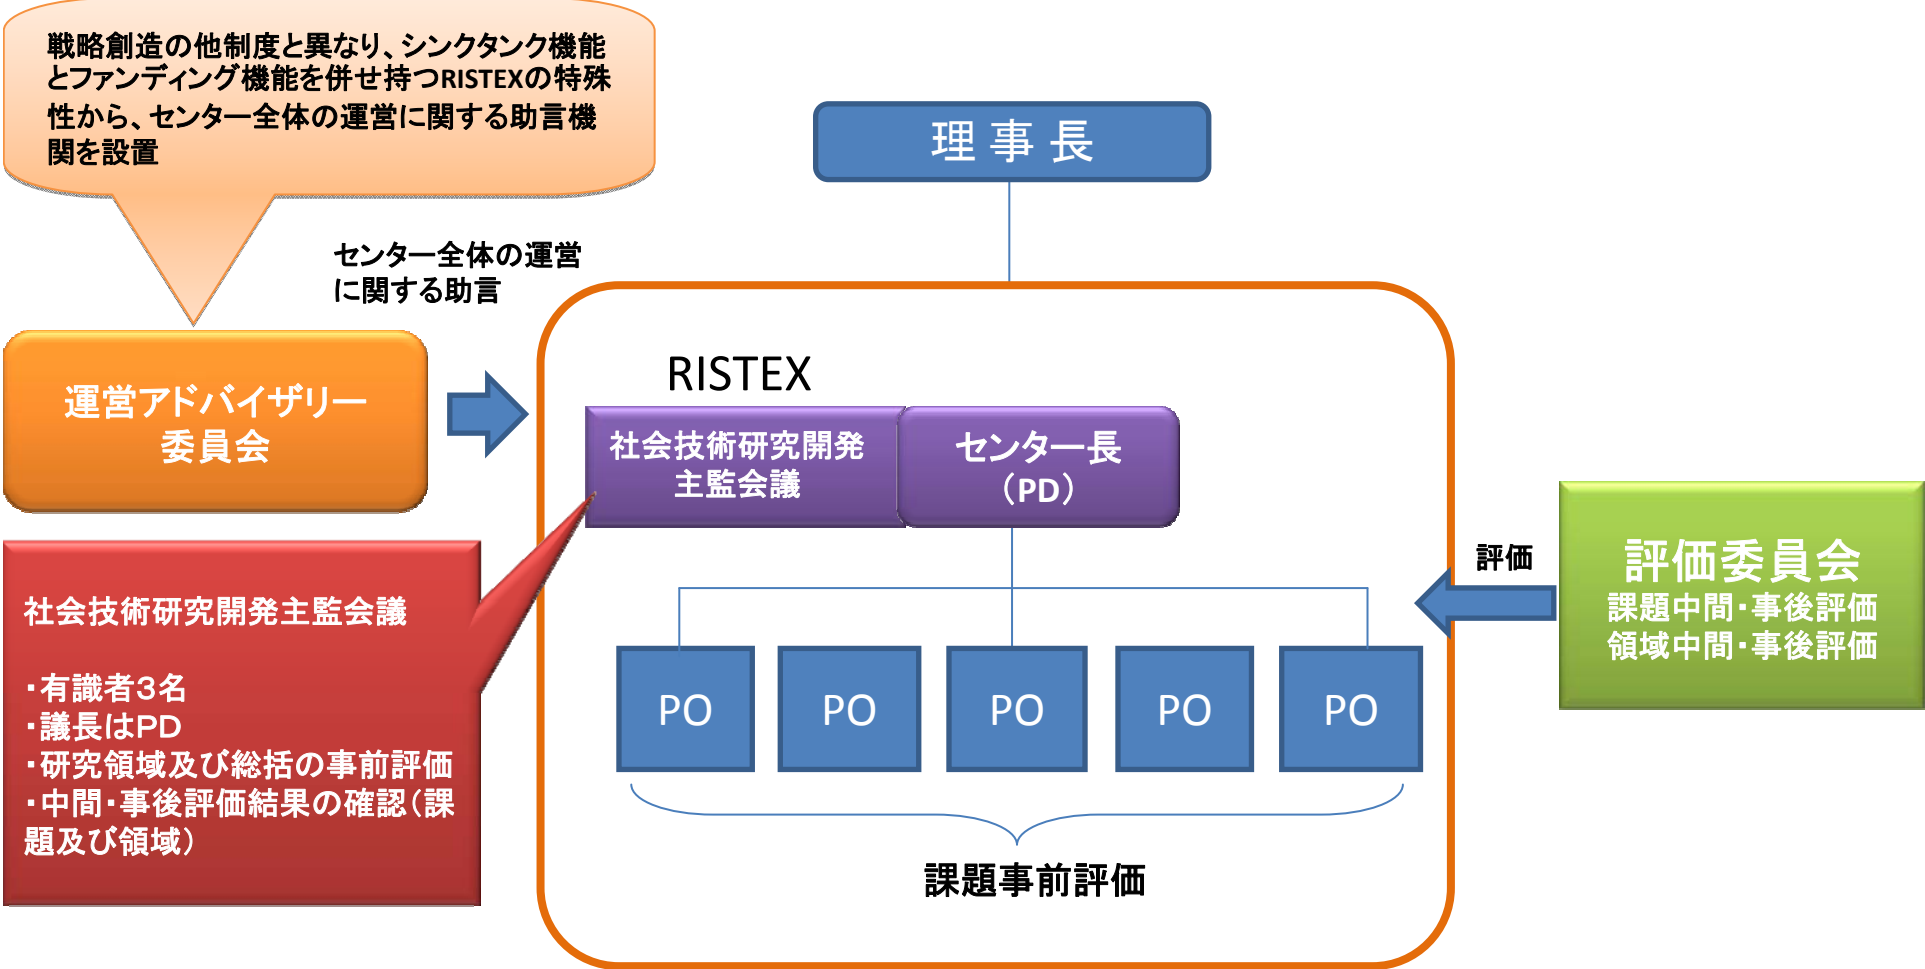 戦略創造の他制度と異なり、シンクタンク機能
とファンディング機能を併せ持つRISTEXの特殊
性から、センター全体の運営に関する助言機
関を設置
理 事 長
センター全体の運営
に関する助言
運営アドバイザリー
委員会
RISTEX
社会技術研究開発
主監会議
センター長
（PD）
社会技術研究開発主監会議
・有識者３名
・議長はＰＤ
・研究領域及び総括の事前評価
・中間・事後評価結果の確認（課
題及び領域）
評価
評価委員会
課題中間・事後評価
領域中間・事後評価
PO
PO
PO
PO
PO
課題事前評価